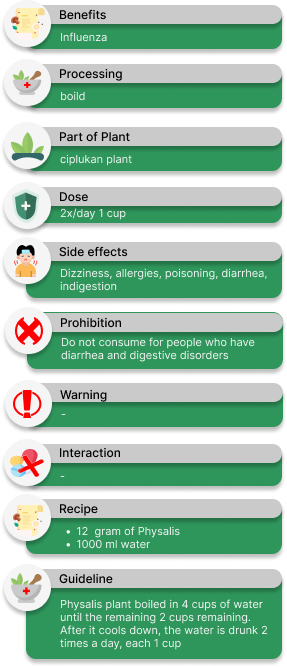 Benefits
Influenza
Processing
boild
Part of Plant
ciplukan plant
Dose
2x/day 1 cup
Side effects
Dizziness, allergies, poisoning, diarrhea,
indigestion
Prohibition
Do not consume for people who have
diarrhea and digestive disorders
Warning
-
Interaction
-
Recipe
• 12 gram of Physalis
• 1000 ml water
Guideline
Physalis plant boiled in 4 cups of water
until the remaining 2 cups remaining.
After it cools down, the water is drunk 2
times a day, each 1 cup